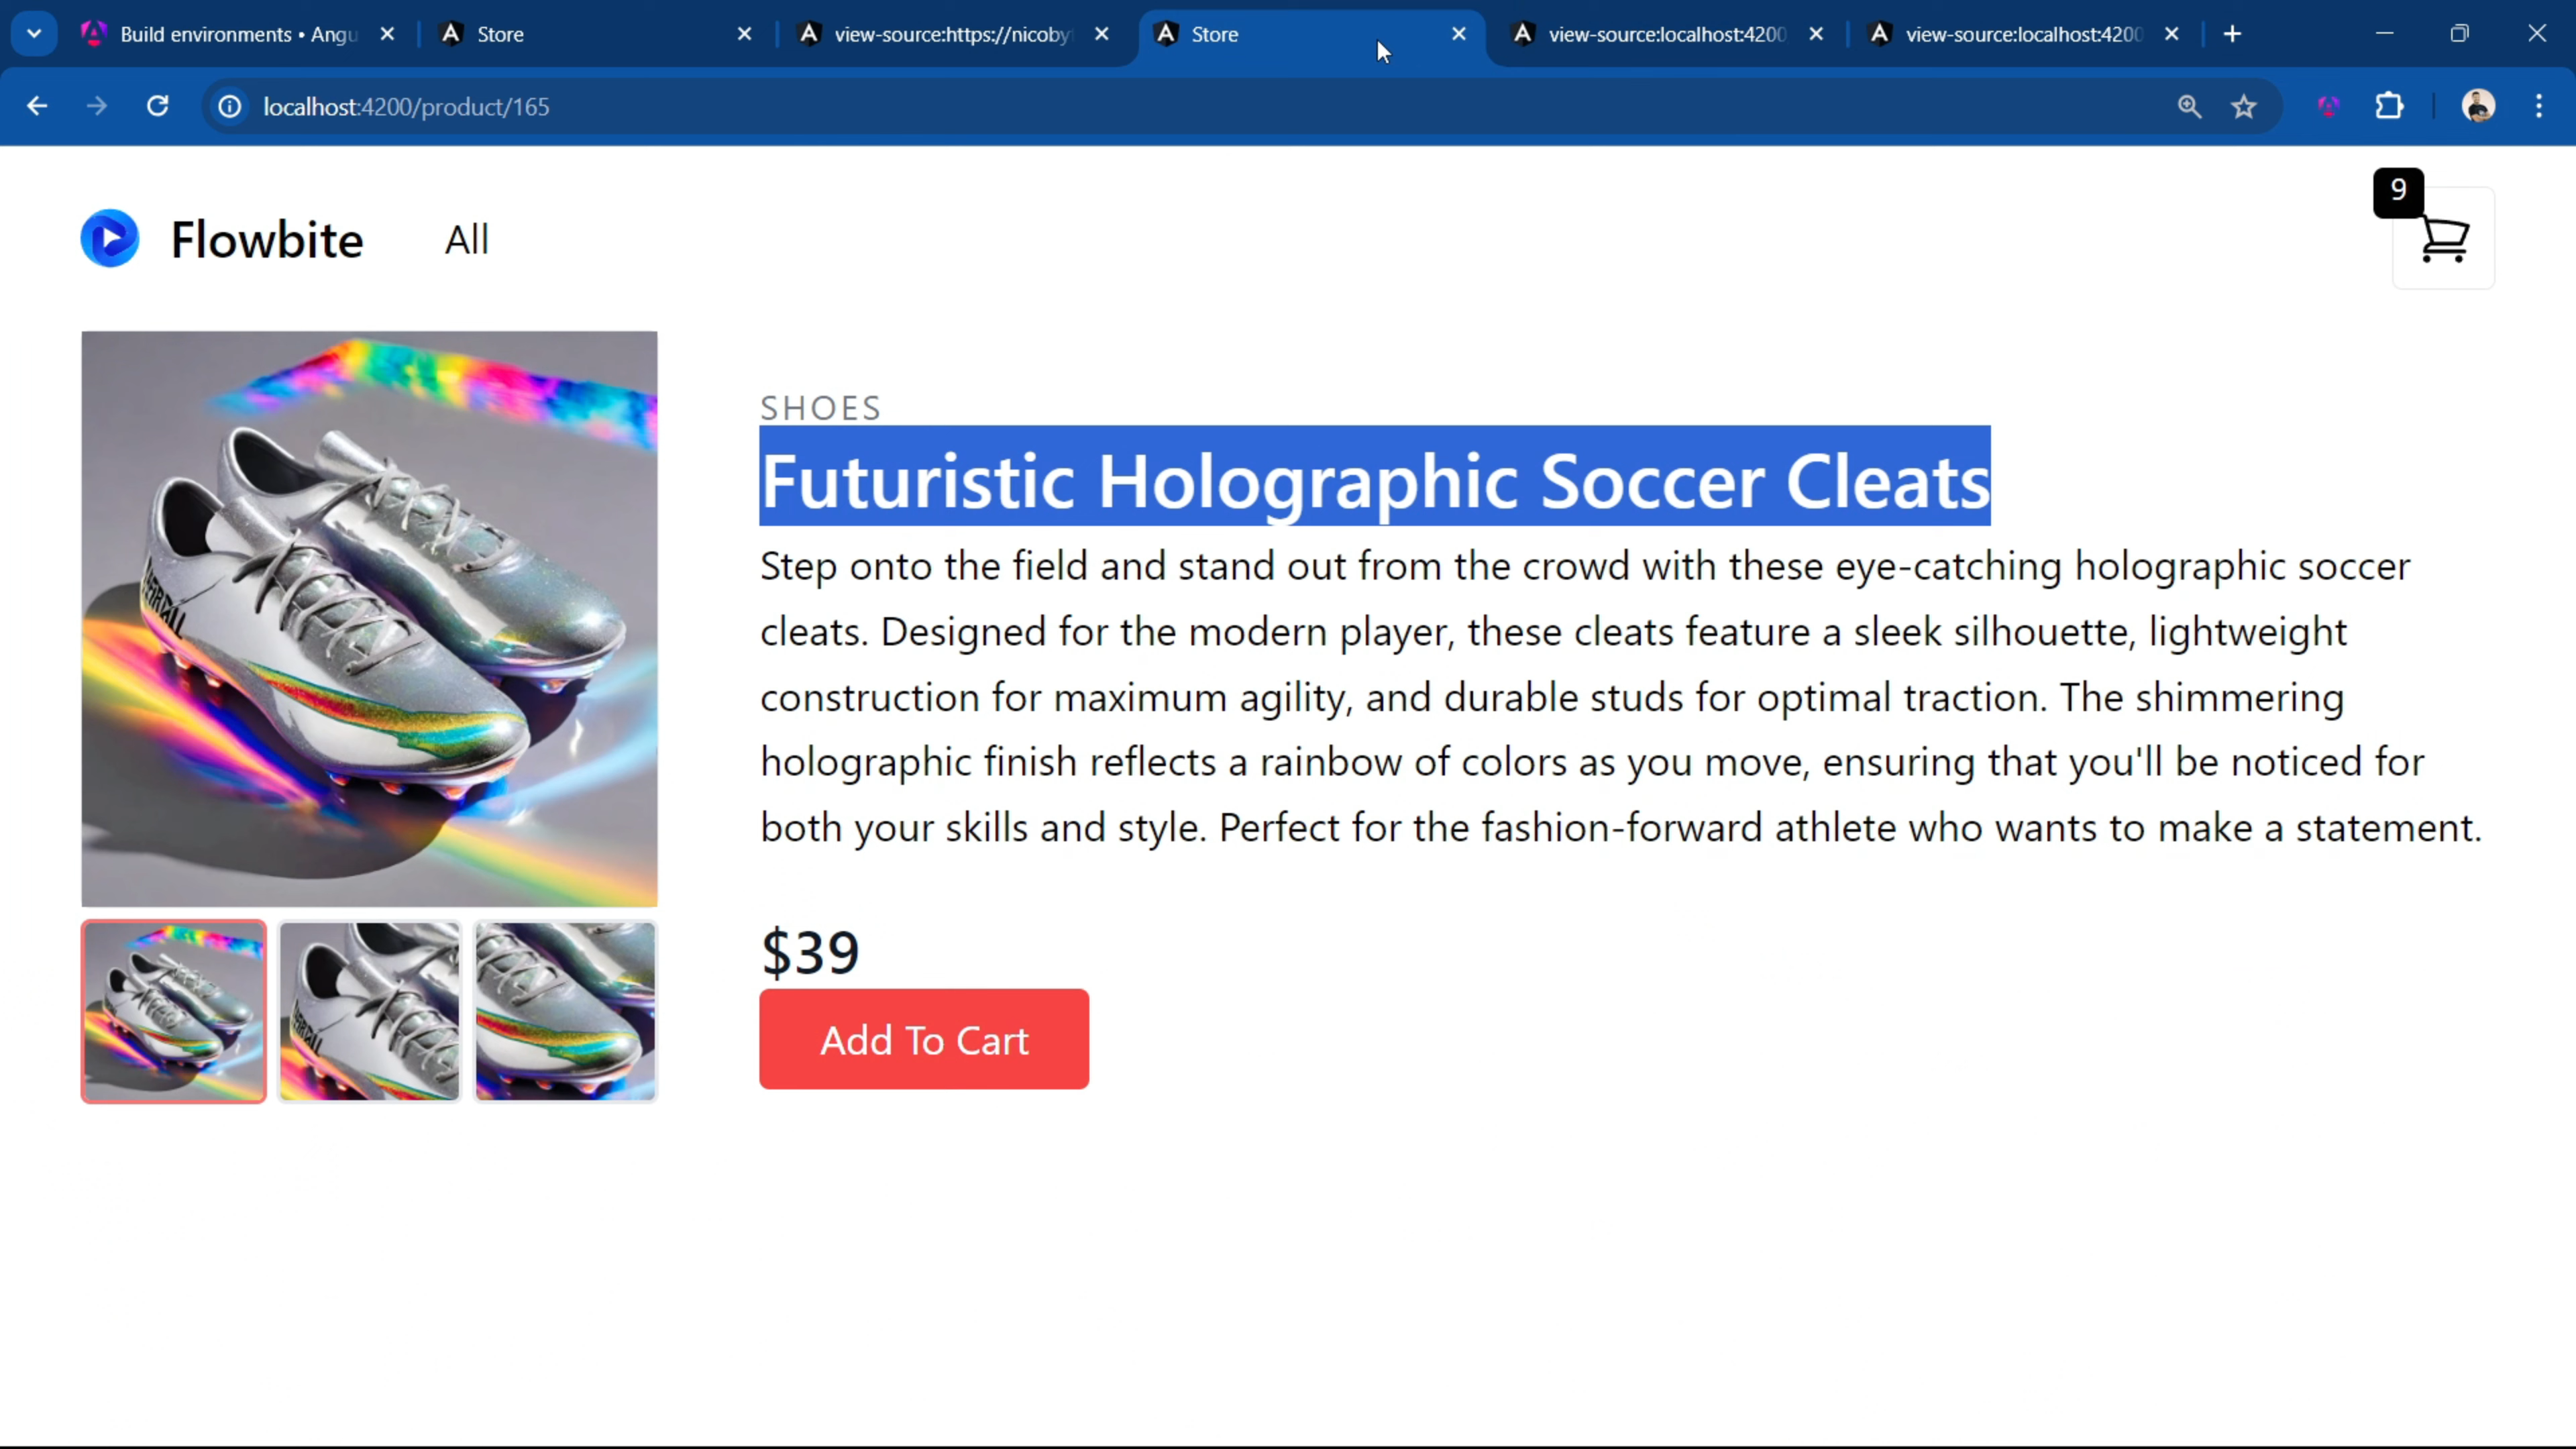 Build environments • Angu
Store
view-source:https://nicoby
Store
view-source:localhost:4200
view-source:localhost:4200
localhost:4200/product/165
Flowbite
All
9
SHOES
Futuristic Holographic Soccer Cleats
Step onto the field and stand out from the crowd with these eye-catching holographic soccer
cleats. Designed for the modern player, these cleats feature a sleek silhouette, lightweight
construction for maximum agility, and durable studs for optimal traction. The shimmering
holographic finish reflects a rainbow of colors as you move, ensuring that you'll be noticed for
both your skills and style. Perfect for the fashion-forward athlete who wants to make a statement.
$39
Add To Cart